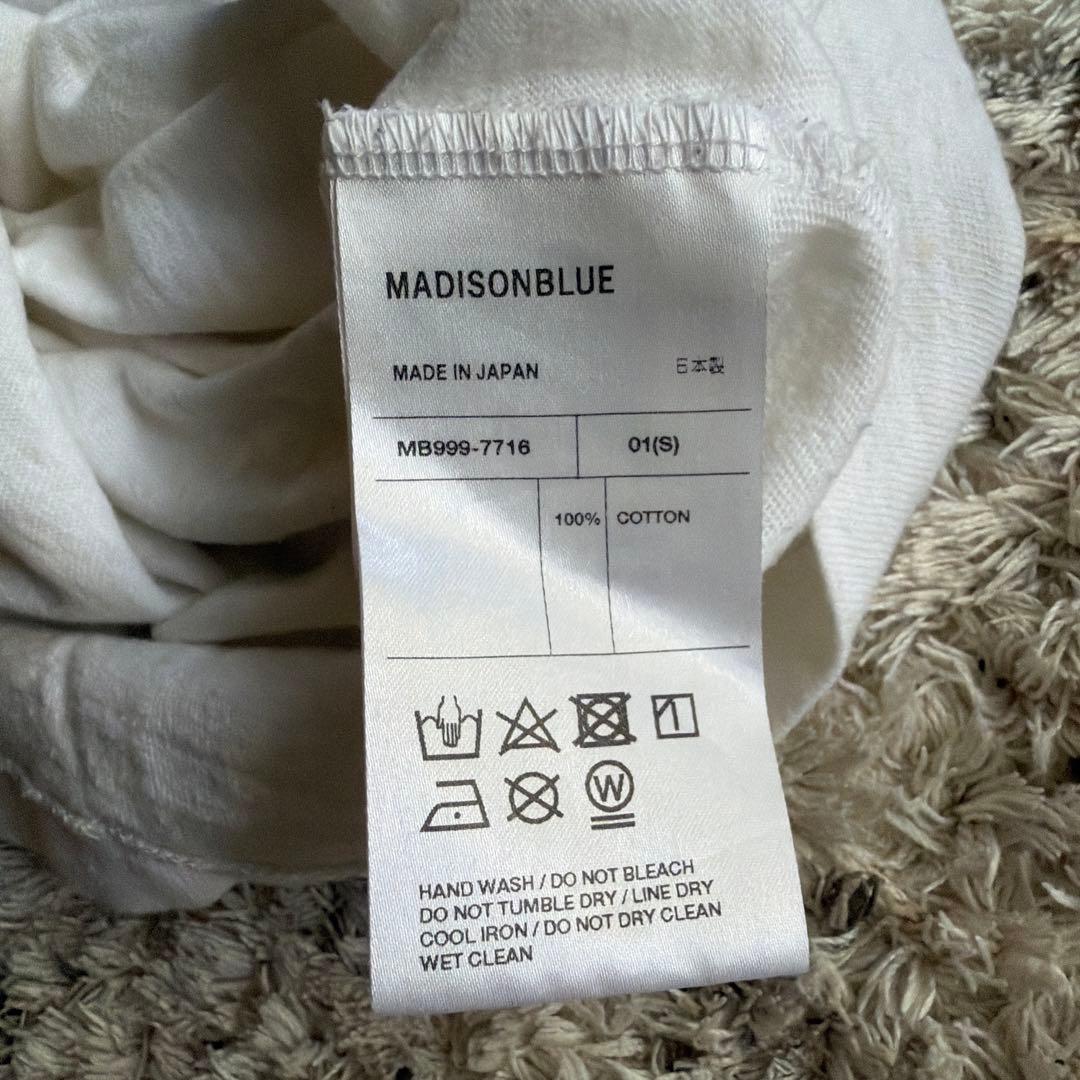 MADISONBLUE
MADE IN JAPAN 日本製
MB999-7716 01(S)
100% COTTON
W
HAND WASH / DO NOT BLEACH
DO NOT TUMBLE DRY / LINE DRY
COOL IRON / DO NOT DRY CLEAN
WET CLEAN